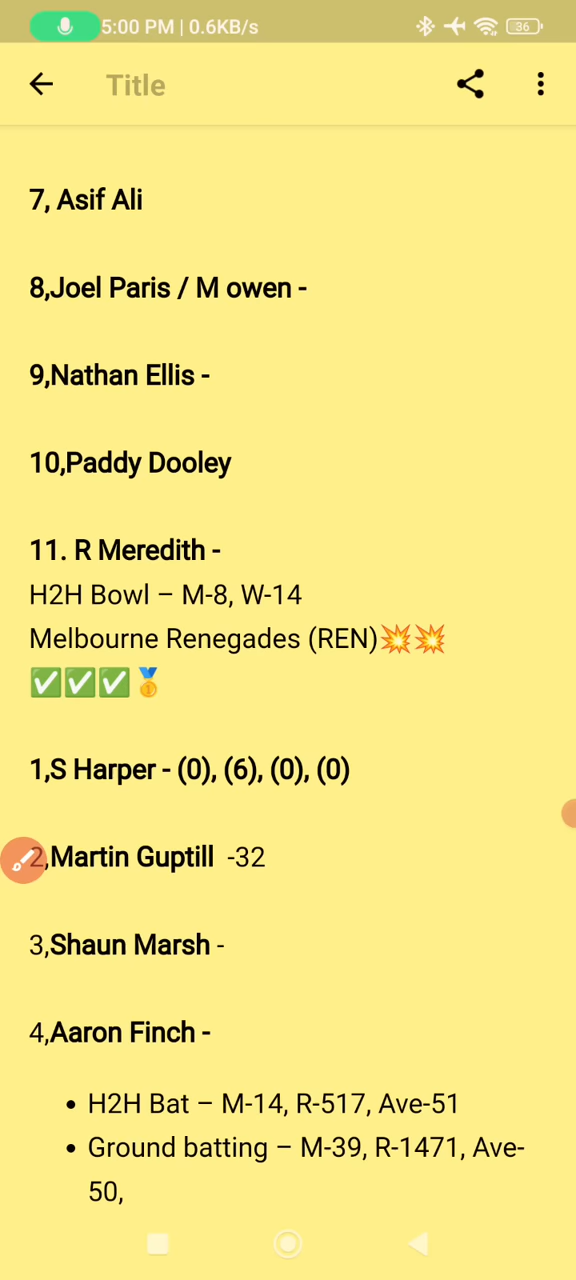 5:00 PM | 0.6KB/s 36
Title
7, Asif Ali
8,Joel Paris / M owen -
9,Nathan Ellis -
10,Paddy Dooley
11. R Meredith -
H2H Bowl – M-8, W-14
Melbourne Renegades (REN)💥💥
✅✅✅🥇
1,S Harper - (0), (6), (0), (0)
2,Martin Guptill -32
3,Shaun Marsh -
4,Aaron Finch -
• H2H Bat – M-14, R-517, Ave-51
• Ground batting – M-39, R-1471, Ave-
50,